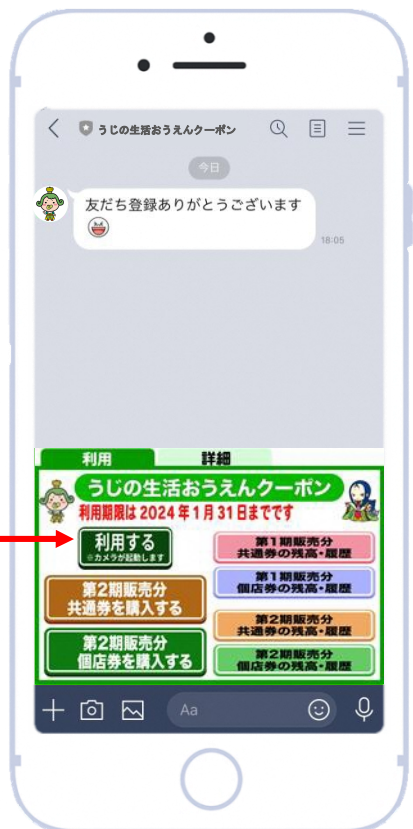 うじの生活おうえんクーポン
今日
友だち登録ありがとうございます
18:05
利用
詳細
うじの生活おうえんクーポン
利用期限は2024年1月31日までです
利用する
※カメラが起動します
第2期販売分
共通券を購入する
第2期販売分
個店券を購入する
第1期販売分
共通券の残高・履歴
第1期販売分
個店券の残高・履歴
第2期販売分
共通券の残高・履歴
第2期販売分
個店券の残高・履歴
Aa